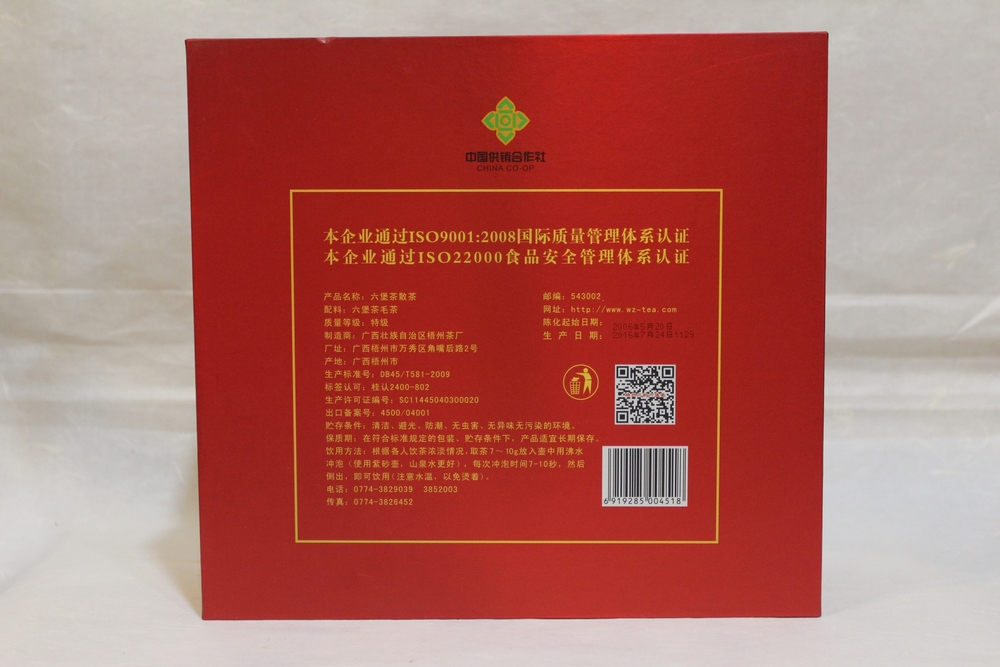 中国供销合作社
CHINA.CO-OP
本企业通过ISO9001:2008国际质量管理体系认证
本企业通过ISO22000食品安全管理体系认证
产品名称：六堡茶散茶
配料：六堡茶毛茶
质量等级：特级
制造商：广西壮族自治区梧州茶厂
厂址：广西梧州市万秀区角嘴后路2号
产地：广西梧州市
生产标准号：DB45/T581-2009
标签认可：桂认2400-802
生产许可证编号：SC11445040300020
出口备案号：4500/04001
贮存条件：清洁、避光、防潮、无虫害、无异味无污染的环境。
保质期：在符合标准规定的包装、贮存条件下，产品适宜长期保存。
饮用方法：根据各人饮茶浓淡情况，取茶7～10g放入壶中用沸水
冲泡（使用紫砂壶，山泉水更好），每次冲泡时间7-10秒，然后
倒出，即可饮用（注意水温，以免烫着）。
电话：0774-3829039 3852003
传真：0774-3826452
邮编：543002
网址：http://www.wz-tea.com
陈化起始日期：
生产日期：
6919285004518